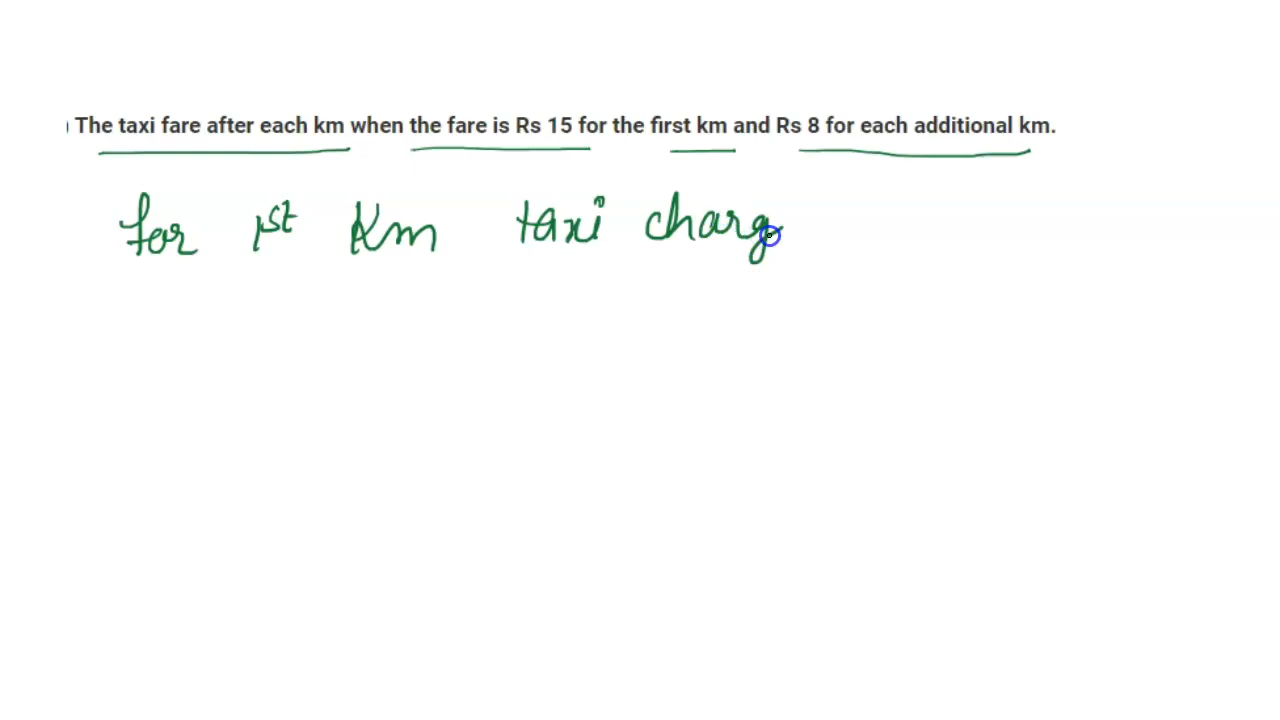 The taxi fare after each km when the fare is Rs 15 for the first km and Rs 8 for each additional km.
for 1st Km taxi charg